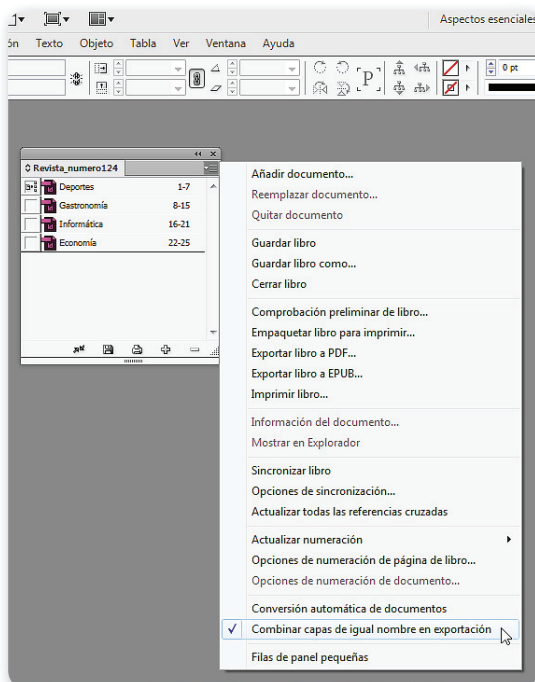 Aspectos esenciales
ón Texto Objeto Tabla Ver Ventana Ayuda
P 0 pt
Revista_numero124
Deportes 1-7
Gastronomía 8-15
Informática 16-21
Economía 22-25
Añadir documento...
Reemplazar documento...
Quitar documento
Guardar libro
Guardar libro como...
Cerrar libro
Comprobación preliminar de libro...
Empaquetar libro para imprimir...
Exportar libro a PDF...
Exportar libro a EPUB...
Imprimir libro...
Información del documento...
Mostrar en Explorador
Sincronizar libro
Opciones de sincronización...
Actualizar todas las referencias cruzadas
Actualizar numeración
Opciones de numeración de página de libro...
Opciones de numeración de documento...
Conversión automática de documentos
Combinar capas de igual nombre en exportación
Filas de panel pequeñas